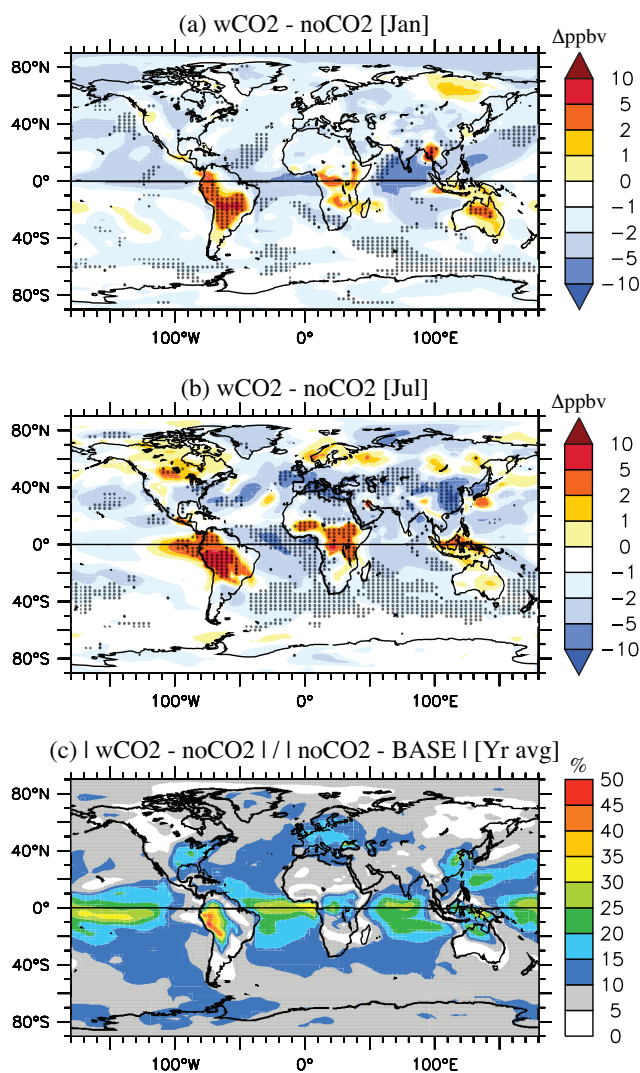 (a) wCO2 - noCO2 [Jan]
Δppbv
80°N
40°N
0°
40°S
80°S
100°W
0°
100°E
10
5
2
1
0
−1
−2
−5
−10
(b) wCO2 - noCO2 [Jul]
Δppbv
80°N
40°N
0°
40°S
80°S
100°W
0°
100°E
10
5
2
1
0
−1
−2
−5
−10
(c) | wCO2 - noCO2 | / | noCO2 - BASE | [Yr avg]
%
80°N
40°N
0°
40°S
80°S
100°W
0°
100°E
50
45
40
35
30
25
20
15
10
5
0